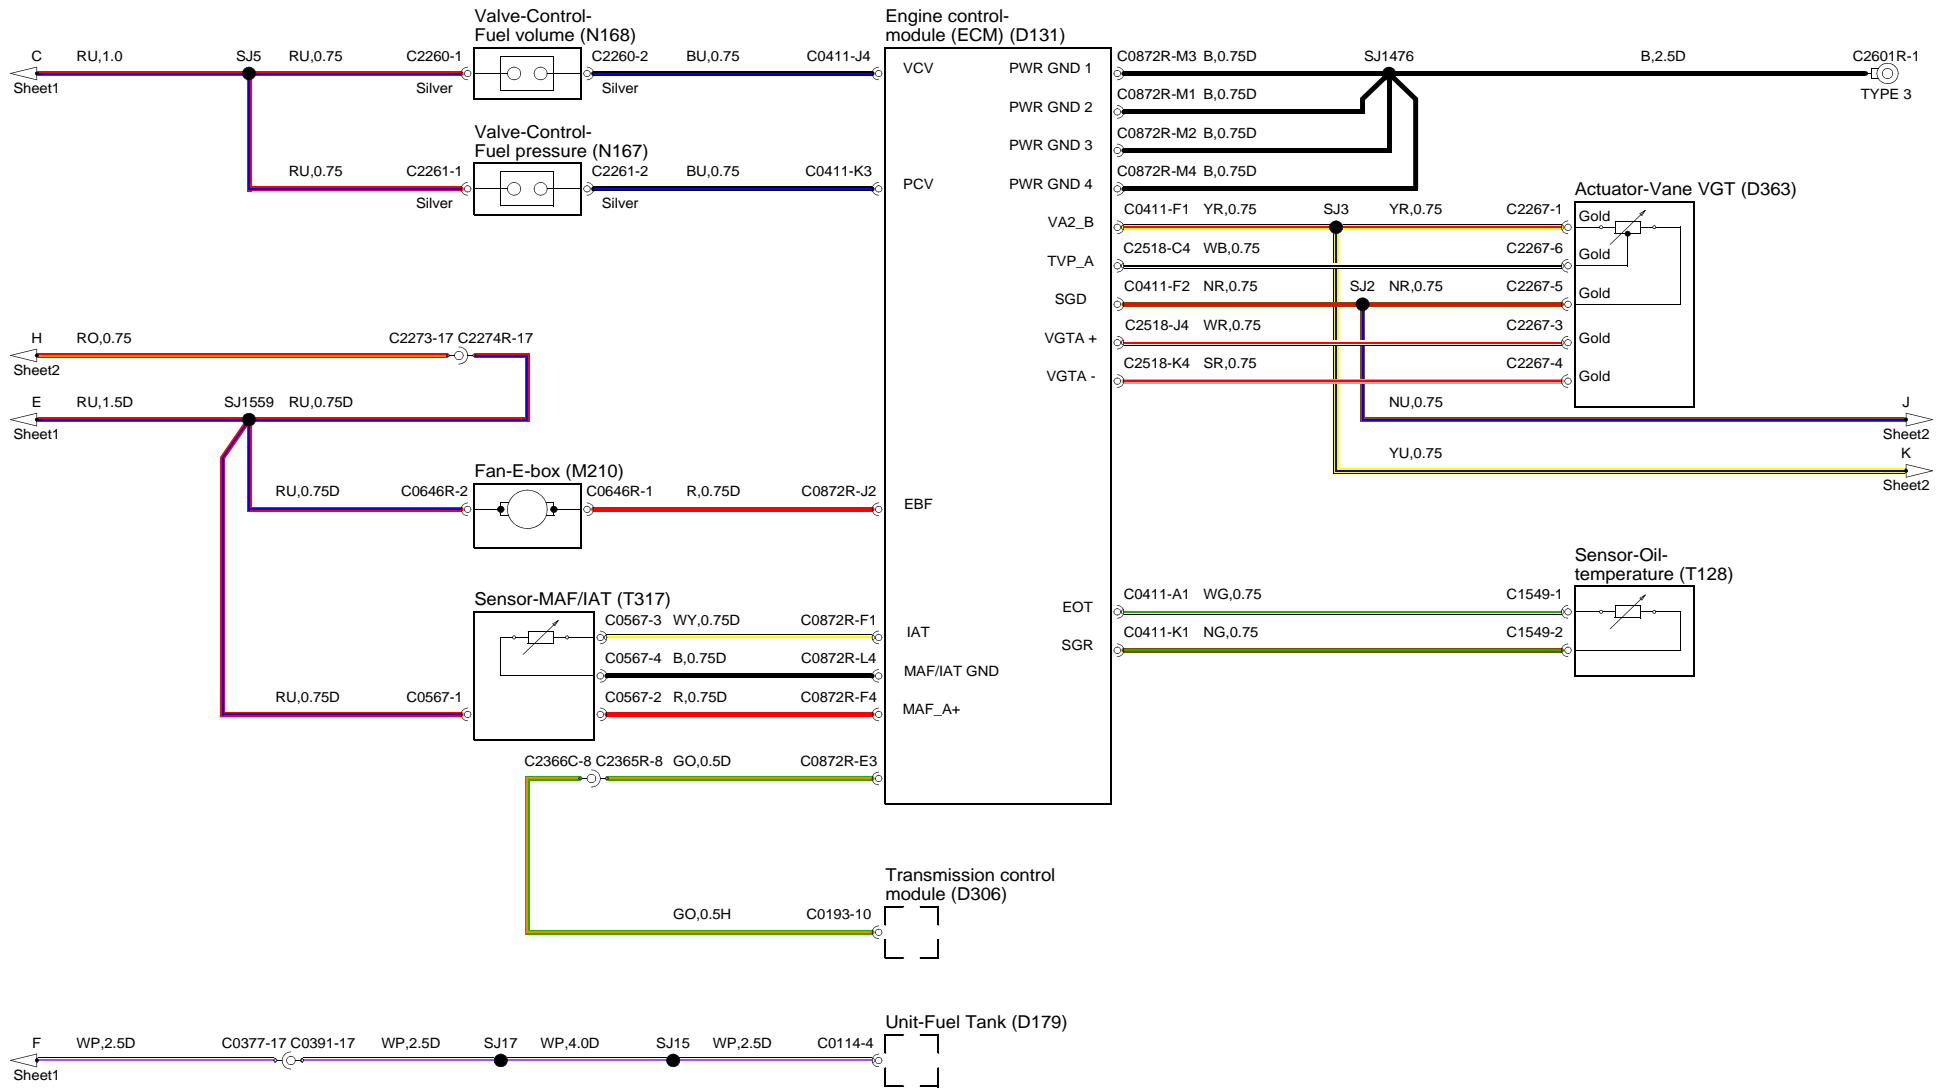 Valve-Control-
Fuel volume (N168)
Engine control-
module (ECM) (D131)
C RU,1.0 SJ5 RU,0.75 C2260-1 C2260-2 BU,0.75 C0411-J4
Sheet1 Silver Silver
VCV PWR GND 1 C0872R-M3 B,0.75D SJ1476 B,2.5D C2601R-1
TYPE 3
PWR GND 2 C0872R-M1 B,0.75D
Valve-Control-
Fuel pressure (N167)
PWR GND 3 C0872R-M2 B,0.75D
RU,0.75 C2261-1 C2261-2 BU,0.75 C0411-K3
Silver Silver
PCV PWR GND 4 C0872R-M4 B,0.75D
Actuator-Vane VGT (D363)
VA2_B C0411-F1 YR,0.75 SJ3 YR,0.75 C2267-1 Gold
TVP_A C2518-C4 WB,0.75 C2267-6 Gold
SGD C0411-F2 NR,0.75 SJ2 NR,0.75 C2267-5 Gold
VGTA + C2518-J4 WR,0.75 C2267-3 Gold
VGTA - C2518-K4 SR,0.75 C2267-4 Gold
H RO,0.75 C2273-17 C2274R-17
Sheet2
E RU,1.5D SJ1559 RU,0.75D
Sheet1
NU,0.75 J
Sheet2
YU,0.75 K
Sheet2
Fan-E-box (M210)
RU,0.75D C0646R-2 C0646R-1 R,0.75D C0872R-J2
EBF
Sensor-Oil-
temperature (T128)
EOT C0411-A1 WG,0.75 C1549-1
SGR C0411-K1 NG,0.75 C1549-2
Sensor-MAF/IAT (T317)
C0567-3 WY,0.75D C0872R-F1 IAT
C0567-4 B,0.75D C0872R-L4 MAF/IAT GND
RU,0.75D C0567-1 C0567-2 R,0.75D C0872R-F4 MAF_A+
C2366C-8 C2365R-8 GO,0.5D C0872R-E3
Transmission control
module (D306)
GO,0.5H C0193-10
Unit-Fuel Tank (D179)
F WP,2.5D C0377-17 C0391-17 WP,2.5D SJ17 WP,4.0D SJ15 WP,2.5D C0114-4
Sheet1